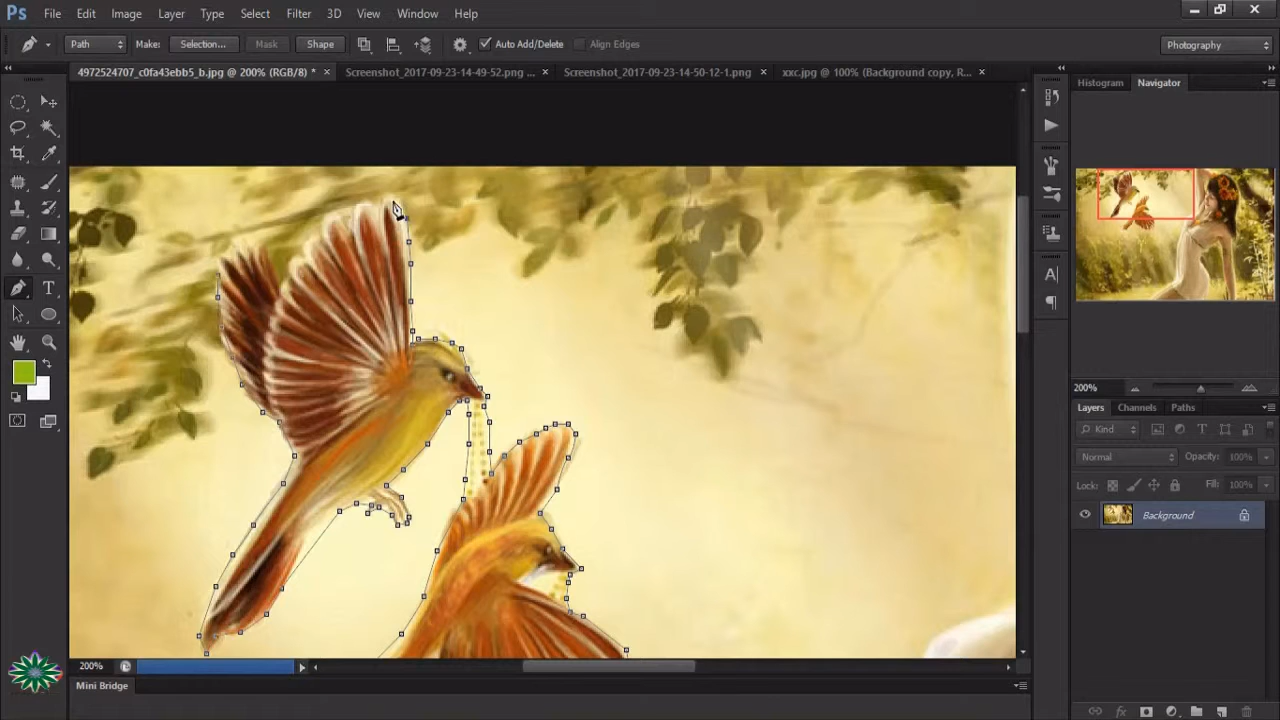 Ps File Edit Image Layer Type Select Filter 3D View Window Help
Path Make: Selection... Mask Shape Auto Add/Delete Align Edges Photography
4972524707_c0fa43ebb5_b.jpg @ 200% (RGB/8) * × Screenshot_2017-09-23-14-49-52.png ... × Screenshot_2017-09-23-14-50-12-1.png × xxc.jpg @ 100% (Background copy, R... ×
Histogram Navigator
200%
Layers Channels Paths
Kind
Normal Opacity: 100%
Lock: Fill: 100%
Background
200%
Mini Bridge